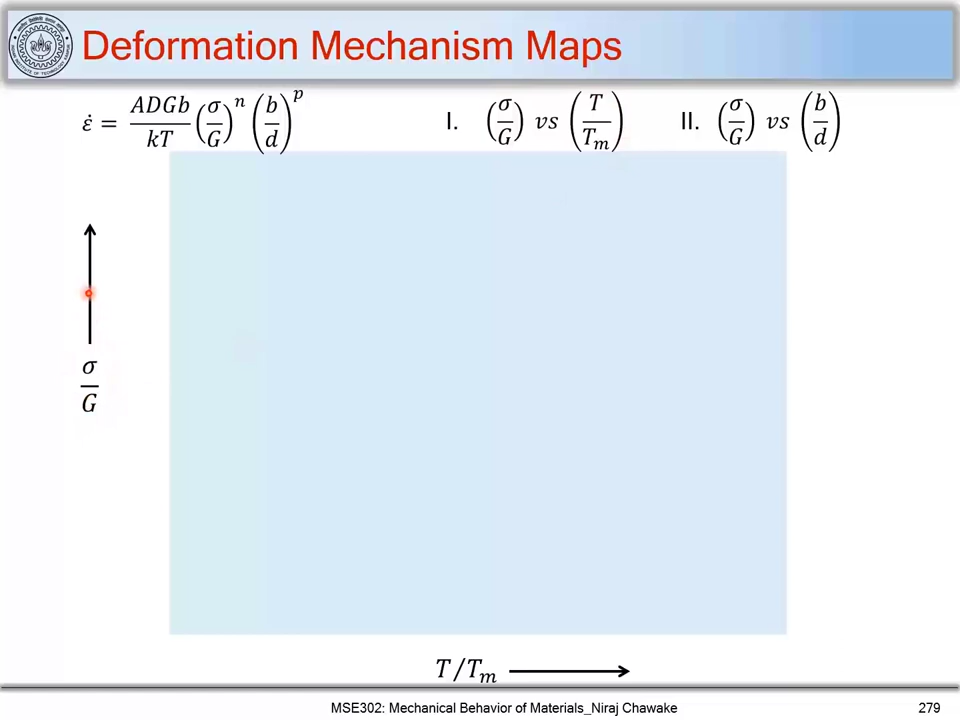 Deformation Mechanism Maps
ε̇ = ADGb/kT (σ/G)^n (b/d)^p I. (σ/G) vs (T/T_m) II. (σ/G) vs (b/d)
σ/G
T/T_m
MSE302: Mechanical Behavior of Materials_Niraj Chawake 279